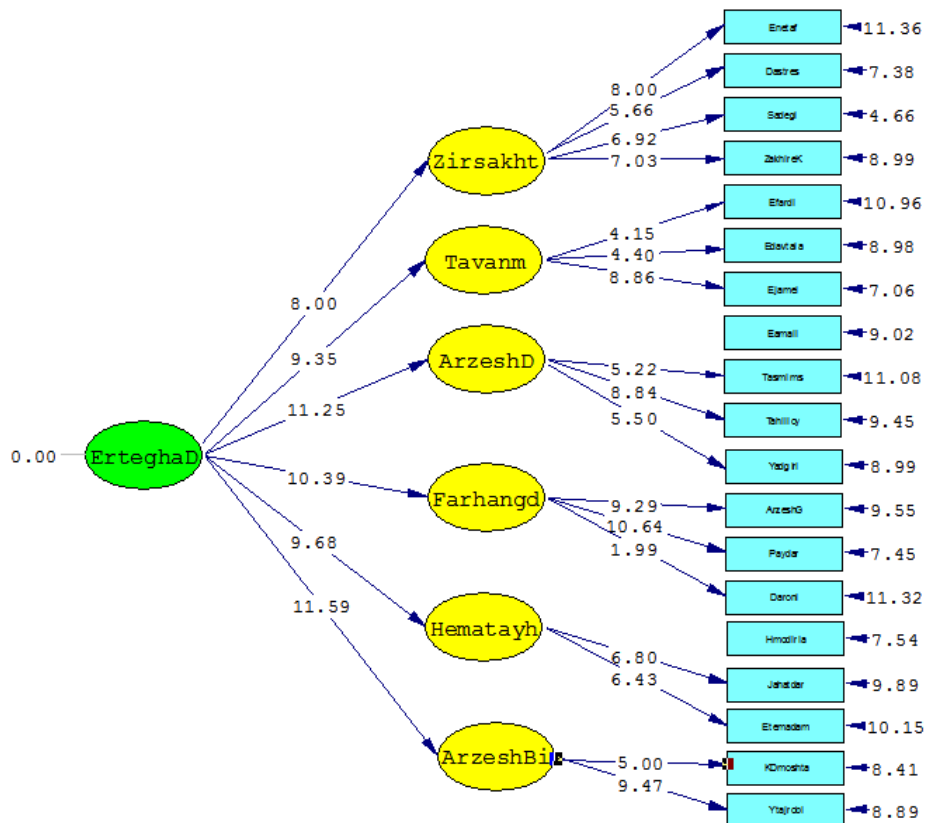 Enetaf
11.36
Dastres
7.38
8.00
5.66
Sadegi
4.66
6.92
7.03
Zirsakht
ZakhireK
8.99
Efardi
10.96
4.15
4.40
8.86
Tavanm
8.98
Ejamei
7.06
8.00
Eamali
9.02
9.35
ArzeshD
5.22
8.84
5.50
Tasmims
11.08
11.25
9.45
ErteghaD
0.00
Yadgiri
8.99
10.39
Farhangd
9.29
10.64
1.99
ArzeshG
9.55
Paydar
7.45
9.68
Daroni
11.32
11.59
Hematayh
7.54
6.80
6.43
Jahatdar
9.89
Etemadam
10.15
ArzeshBi
5.00
9.47
KDmoshta
8.41
8.89